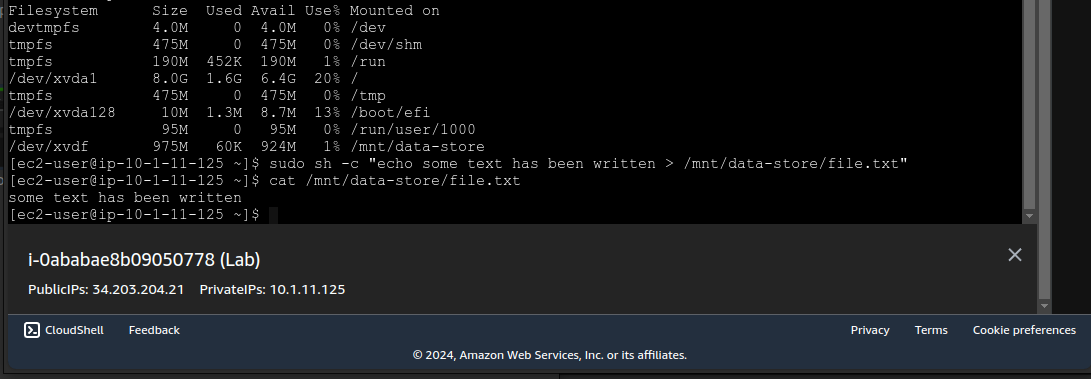 Filesystem      Size  Used Avail Use% Mounted on
devtmpfs        4.0M     0  4.0M   0% /dev
tmpfs           475M     0  475M   0% /dev/shm
tmpfs           190M  452K  190M   1% /run
/dev/xvda1      8.0G  1.6G  6.4G  20% /
tmpfs           475M     0  475M   0% /tmp
/dev/xvda128     10M  1.3M  8.7M  13% /boot/efi
tmpfs            95M     0   95M   0% /run/user/1000
/dev/xvdf       975M   60K  924M   1% /mnt/data-store
[ec2-user@ip-10-1-11-125 ~]$ sudo sh -c "echo some text has been written > /mnt/data-store/file.txt"
[ec2-user@ip-10-1-11-125 ~]$ cat /mnt/data-store/file.txt
some text has been written
[ec2-user@ip-10-1-11-125 ~]$
i-0ababae8b09050778 (Lab)
PublicIPs: 34.203.204.21 PrivateIPs: 10.1.11.125
CloudShell Feedback Privacy Terms Cookie preferences
© 2024, Amazon Web Services, Inc. or its affiliates.